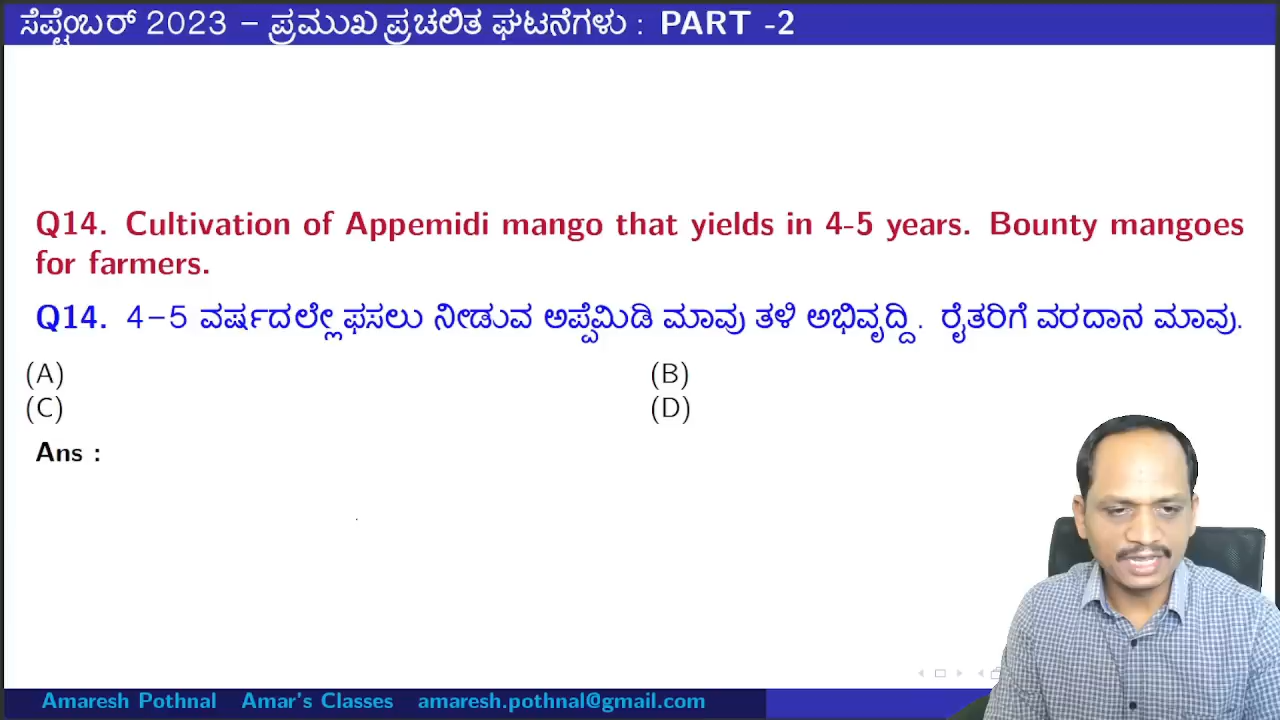 ಸೆಪ್ಟೆಂಬರ್ 2023 – ಪ್ರಮುಖ ಪ್ರಚಲಿತ ಘಟನೆಗಳು : PART -2
Q14. Cultivation of Appemidi mango that yields in 4-5 years. Bounty mangoes
for farmers.
Q14. 4–5 ವರ್ಷದಲ್ಲೇ ಫಸಲು ನೀಡುವ ಅಪ್ಪೆಮಿಡಿ ಮಾವು ತಳಿ ಅಭಿವೃದ್ದಿ. ರೈತರಿಗೆ ವರದಾನ ಮಾವು.
(A) (B)
(C) (D)
Ans :
Amaresh Pothnal Amar's Classes amaresh.pothnal@gmail.com